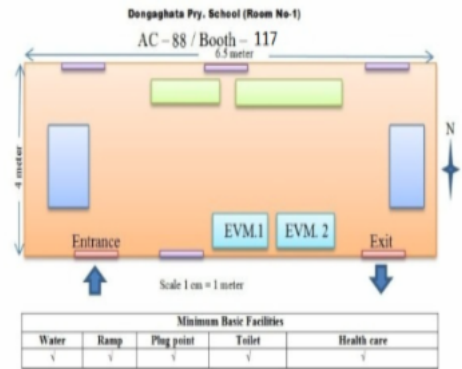 Dongaghata Pry. School (Room No-1)
AC – 88 / Booth – 117
6.5 meter
4 meter
N
EVM.1 EVM. 2
Entrance Exit
Scale 1 cm = 1 meter
Minimum Basic Facilities
Water Ramp Plug point Toilet Health care
√ √ √ √ √